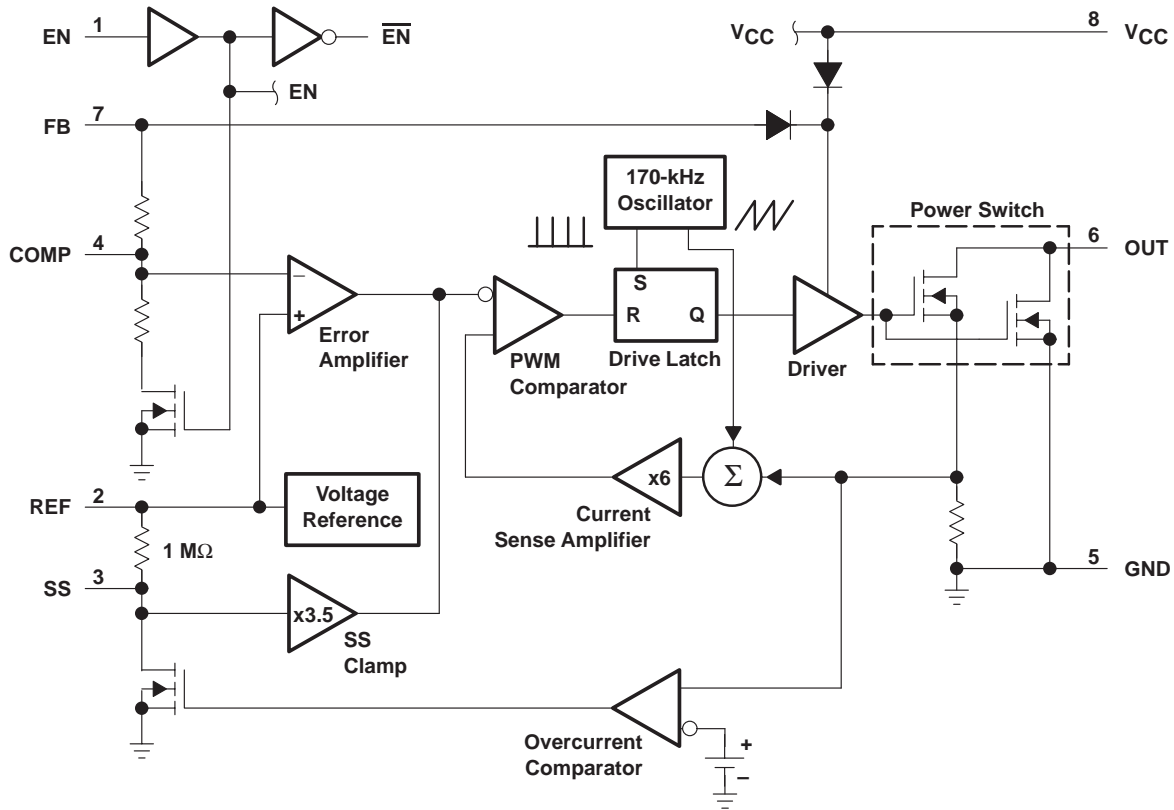 EN 1
EN
EN
FB 7
COMP 4
VCC
8 VCC
170-kHz
Oscillator
Power Switch
6 OUT
–
+
Error
Amplifier
PWM
Comparator
S
R Q
Drive Latch
Driver
REF 2
Voltage
Reference
1 MΩ
SS 3
x3.5
SS
Clamp
x6
Σ
Current
Sense Amplifier
5 GND
Overcurrent
Comparator
+
–